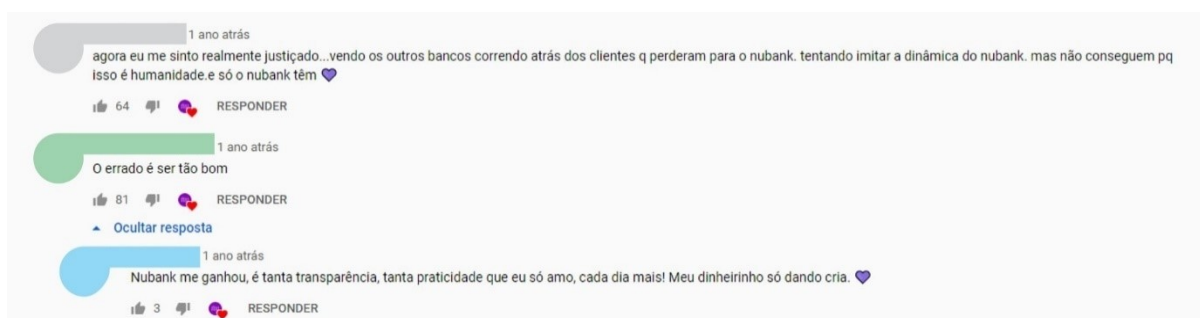 1 ano atrás
agora eu me sinto realmente justiçado...vendo os outros bancos correndo atrás dos clientes q perderam para o nubank. tentando imitar a dinâmica do nubank. mas não conseguem pq
isso é humanidade.e só o nubank têm 💜
64 RESPONDER
1 ano atrás
O errado é ser tão bom
81 RESPONDER
Ocultar resposta
1 ano atrás
Nubank me ganhou, é tanta transparência, tanta praticidade que eu só amo, cada dia mais! Meu dinheirinho só dando cria. 💜
3 RESPONDER